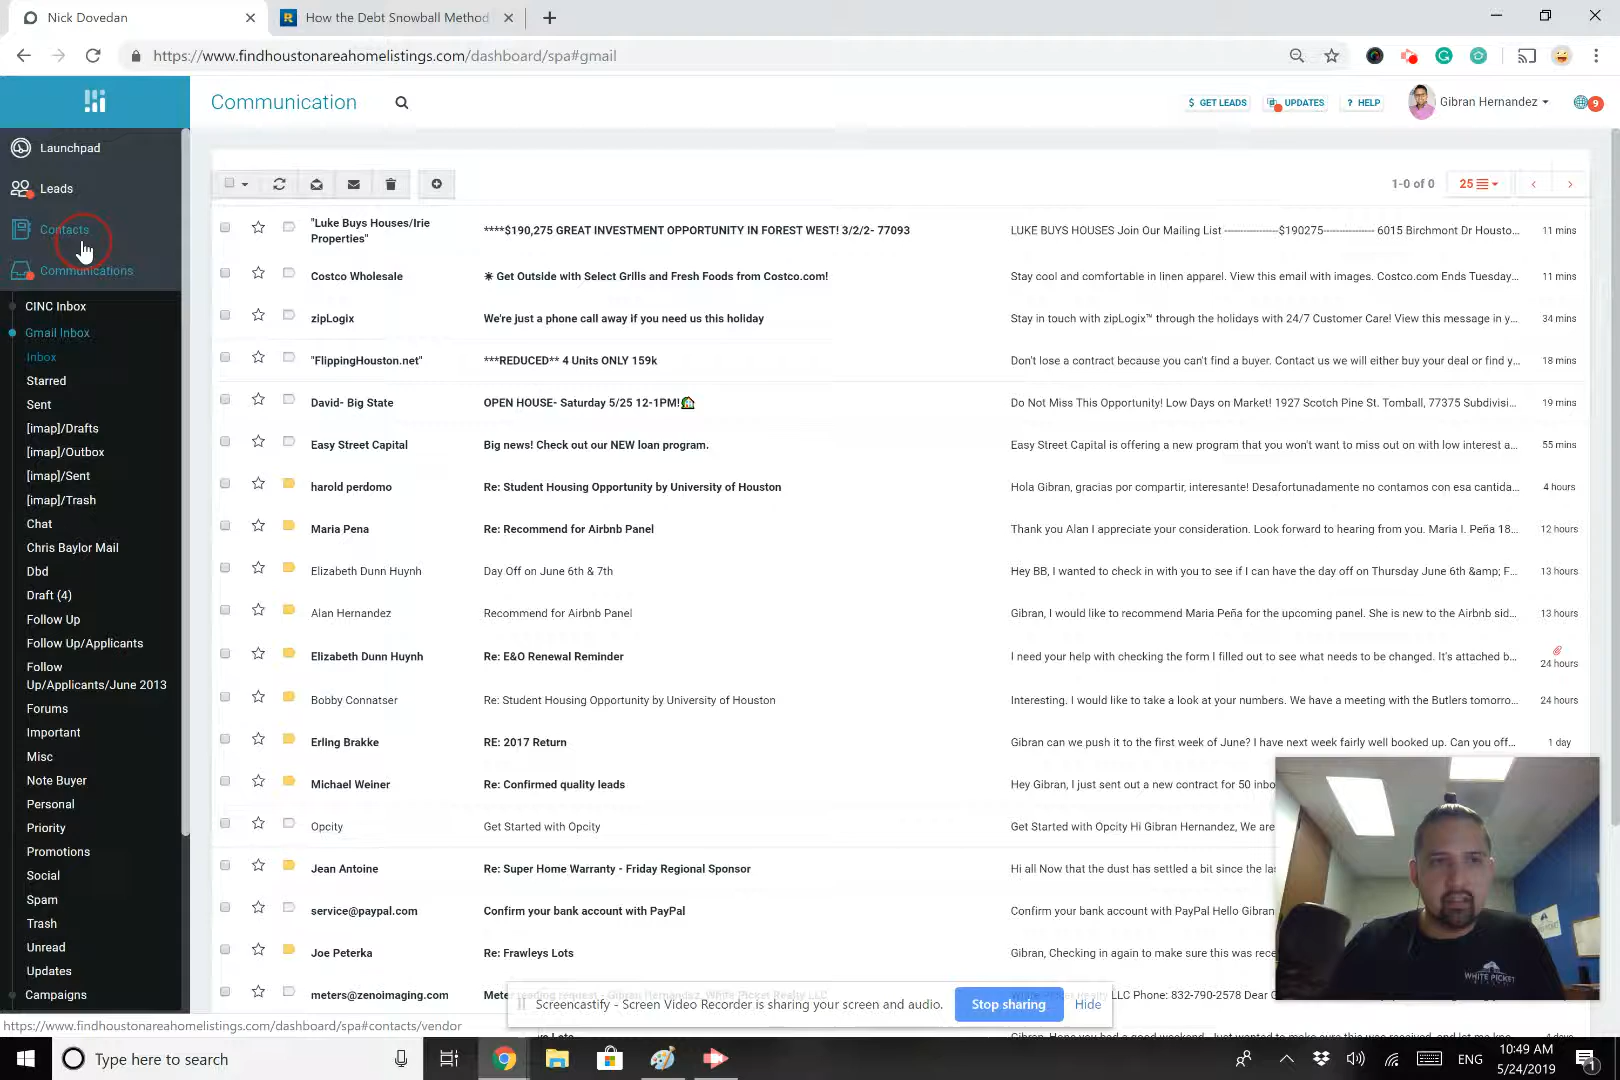 Nick Dovedan
How the Debt Snowball Method
https://www.findhoustonareahomelistings.com/dashboard/spa#gmail
Communication
$ GET LEADS
UPDATES
? HELP
Gibran Hernandez
9
Launchpad
Leads
Contacts
Communications
CINC Inbox
Gmail Inbox
Inbox
Starred
Sent
[imap]/Drafts
[imap]/Outbox
[imap]/Sent
[imap]/Trash
Chat
Chris Baylor Mail
Dbd
Draft (4)
Follow Up
Follow Up/Applicants
Follow
Up/Applicants/June 2013
Forums
Important
Misc
Note Buyer
Personal
Priority
Promotions
Social
Spam
Trash
Unread
Updates
Campaigns
1-0 of 0
25
"Luke Buys Houses/Irie
Properties"
****$190,275 GREAT INVESTMENT OPPORTUNITY IN FOREST WEST! 3/2/2- 77093
LUKE BUYS HOUSES Join Our Mailing List ----------------$190275--------------- 6015 Birchmont Dr Housto...
11 mins
Costco Wholesale
☀ Get Outside with Select Grills and Fresh Foods from Costco.com!
Stay cool and comfortable in linen apparel. View this email with images. Costco.com Ends Tuesday...
11 mins
zipLogix
We're just a phone call away if you need us this holiday
Stay in touch with zipLogix™ through the holidays with 24/7 Customer Care! View this message in y...
34 mins
"FlippingHouston.net"
***REDUCED** 4 Units ONLY 159k
Don't lose a contract because you can't find a buyer. Contact us we will either buy your deal or find y...
18 mins
David- Big State
OPEN HOUSE- Saturday 5/25 12-1PM!🏡
Do Not Miss This Opportunity! Low Days on Market! 1927 Scotch Pine St. Tomball, 77375 Subdivisi...
19 mins
Easy Street Capital
Big news! Check out our NEW loan program.
Easy Street Capital is offering a new program that you won't want to miss out on with low interest a...
55 mins
harold perdomo
Re: Student Housing Opportunity by University of Houston
Hola Gibran, gracias por compartir, interesante! Desafortunadamente no contamos con esa cantida...
4 hours
Maria Pena
Re: Recommend for Airbnb Panel
Thank you Alan I appreciate your consideration. Look forward to hearing from you. Maria I. Peña 18...
12 hours
Elizabeth Dunn Huynh
Day Off on June 6th & 7th
Hey BB, I wanted to check in with you to see if I can have the day off on Thursday June 6th &amp; F...
13 hours
Alan Hernandez
Recommend for Airbnb Panel
Gibran, I would like to recommend Maria Peña for the upcoming panel. She is new to the Airbnb sid...
13 hours
Elizabeth Dunn Huynh
Re: E&O Renewal Reminder
I need your help with checking the form I filled out to see what needs to be changed. It's attached b...
24 hours
Bobby Connatser
Re: Student Housing Opportunity by University of Houston
Interesting. I would like to take a look at your numbers. We have a meeting with the Butlers tomorro...
24 hours
Erling Brakke
RE: 2017 Return
Gibran can we push it to the first week of June? I have next week fairly well booked up. Can you off...
1 day
Michael Weiner
Re: Confirmed quality leads
Hey Gibran, I just sent out a new contract for 50 inbo
Opcity
Get Started with Opcity
Get Started with Opcity Hi Gibran Hernandez, We are
Jean Antoine
Re: Super Home Warranty - Friday Regional Sponsor
Hi all Now that the dust has settled a bit since the las
service@paypal.com
Confirm your bank account with PayPal
Confirm your bank account with PayPal Hello Gibran
Joe Peterka
Re: Frawleys Lots
Gibran, Checking in again to make sure this was rece
meters@zenoimaging.com
Meter reading request - Gibran Hernandez, White Picket Realty LLC
LLC Phone: 832-790-2578 Dear G
WHITE PICKET
Screencastify - Screen Video Recorder is sharing your screen and audio.
Stop sharing
Hide
https://www.findhoustonareahomelistings.com/dashboard/spa#contacts/vendor
Type here to search
ENG
10:49 AM
5/24/2019
1